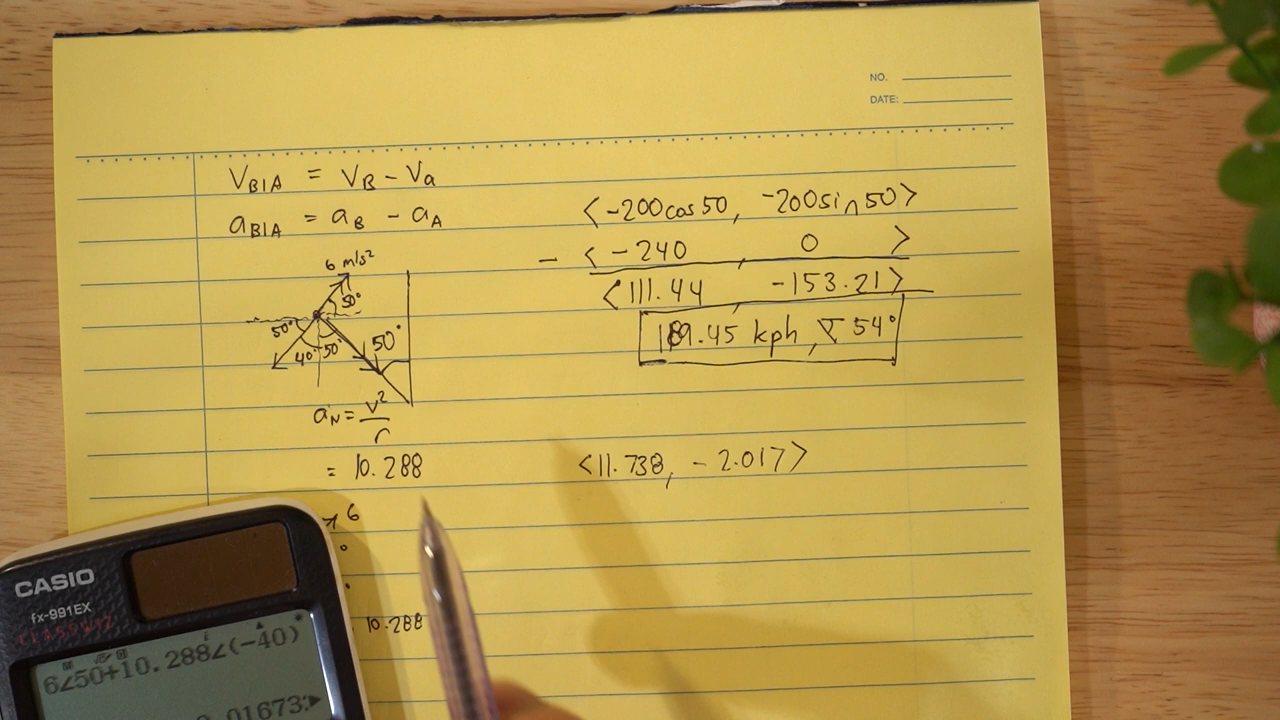 NO.
DATE:
V_B/A = V_B - V_a
a_B/A = a_B - a_A
<-200cos50, -200sin50>
- <-240, 0>
<111.44, -153.21>
189.45 kph, 54°
6 m/s²
50°
50°
40° 50°
50°
a_N = v²/r
= 10.288
<11.738, -2.017>
6
°
10.288
CASIO
fx-991EX
CLASSWIZ
6∠50+10.288∠(-40)
.01673